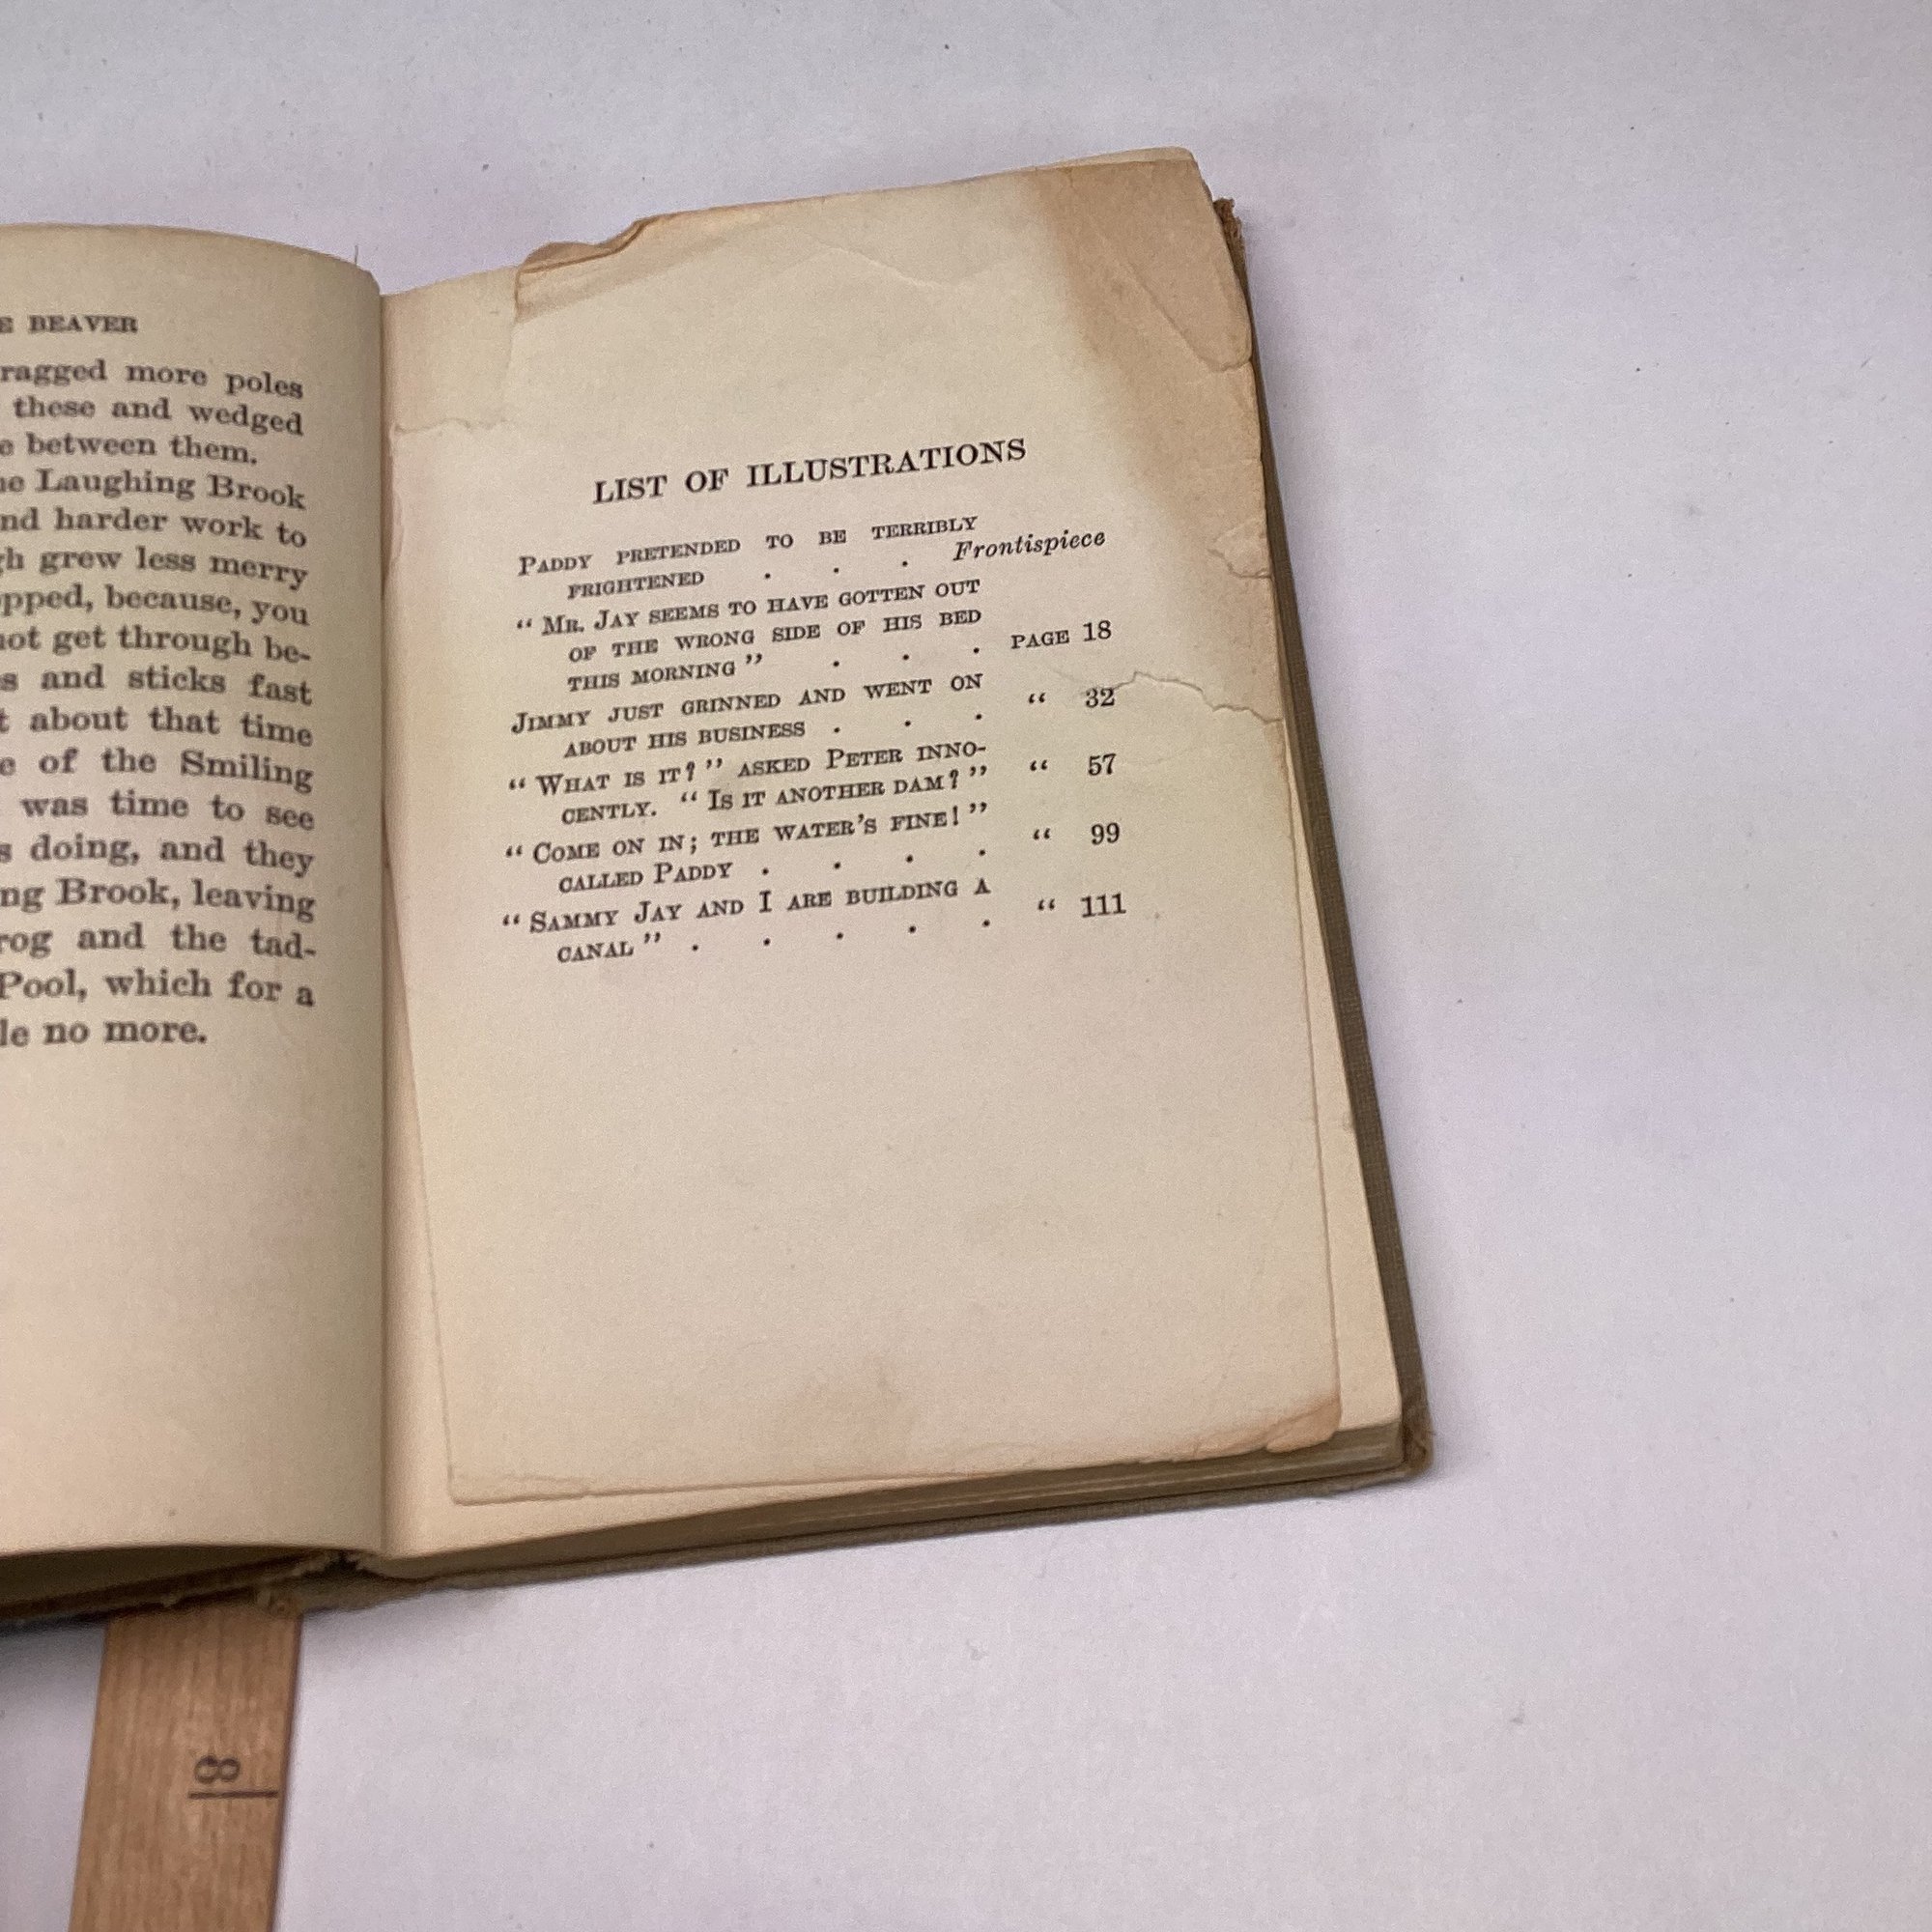 BEAVER
ragged more poles
these and wedged
between them.
Laughing Brook
nd harder work to
gh grew less merry
pped, because, you
not get through be-
s and sticks fast
t about that time
e of the Smiling
was time to see
s doing, and they
ng Brook, leaving
rog and the tad-
Pool, which for a
le no more.
LIST OF ILLUSTRATIONS
PADDY PRETENDED TO BE TERRIBLY
FRIGHTENED . . . Frontispiece
“ MR. JAY SEEMS TO HAVE GOTTEN OUT
OF THE WRONG SIDE OF HIS BED
THIS MORNING ” . . . PAGE 18
JIMMY JUST GRINNED AND WENT ON
ABOUT HIS BUSINESS . . . “ 32
“ WHAT IS IT? ” ASKED PETER INNO-
CENTLY. “ IS IT ANOTHER DAM? ” “ 57
“ COME ON IN; THE WATER'S FINE! ”
CALLED PADDY . . . . “ 99
“ SAMMY JAY AND I ARE BUILDING A
CANAL ” . . . . . “ 111
8